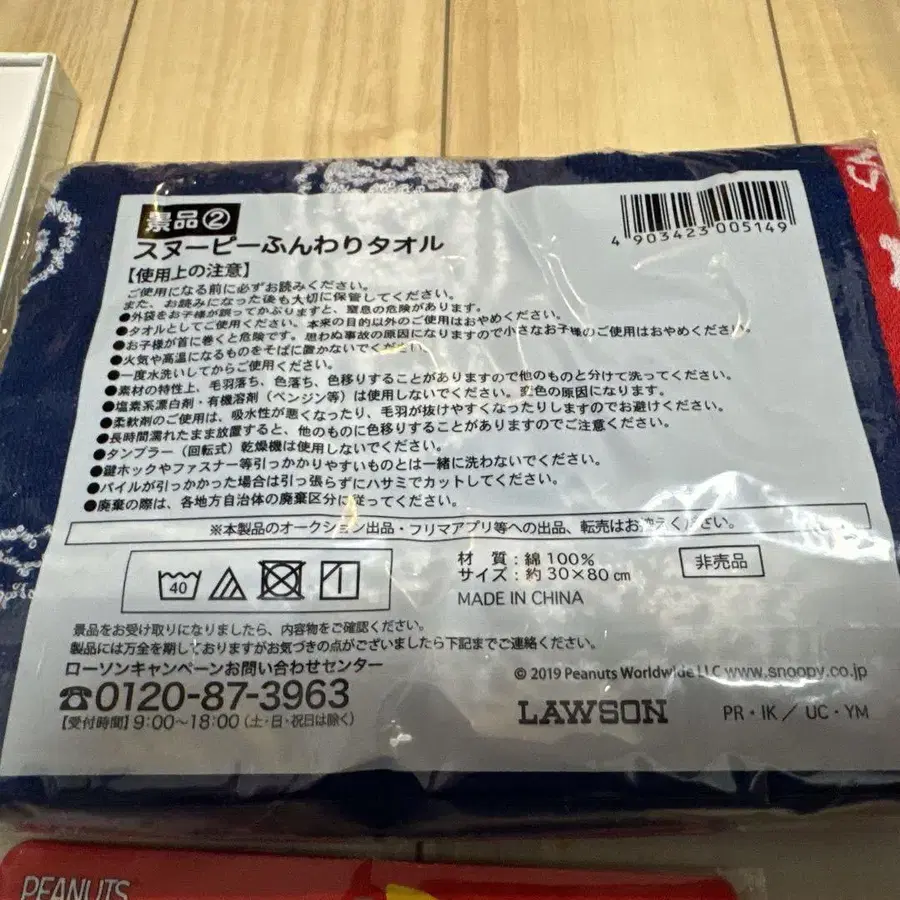 景品②
スヌーピーふんわりタオル
4 903423 005149
【使用上の注意】
ご使用になる前に必ずお読みください。
また、お読みになった後も大切に保管してください。
●外袋をお子様が誤ってかぶりますと、窒息の危険があります。
●タオルとしてご使用ください。本来の目的以外のご使用はおやめください。
●お子様が首に巻くと危険です。思わぬ事故の原因になりますので小さなお子様のご使用はおやめください。
●火気や高温になるものをそばに置かないでください。
●一度水洗いしてからご使用ください。
●素材の特性上、毛羽落ち、色落ち、色移りすることがありますので他のものと分けて洗ってください。
●塩素系漂白剤・有機溶剤（ベンジン等）は使用しないでください。変色の原因になります。
●柔軟剤のご使用は、吸水性が悪くなったり、毛羽が抜けやすくなったりしますのでお避けください。
●長時間濡れたまま放置すると、他のものに色移りすることがありますのでご注意ください。
●タンブラー（回転式）乾燥機は使用しないでください。
●鍵ホックやファスナー等引っかかりやすいものとは一緒に洗わないでください。
●パイルが引っかかった場合は引っ張らずにハサミでカットしてください。
●廃棄の際は、各地方自治体の廃棄区分に従ってください。
※本製品のオークション出品・フリマアプリ等への出品、転売はお控えください。
40
材 質：綿100%
サイズ：約30×80cm
MADE IN CHINA
非売品
景品をお受け取りになりましたら、内容物をご確認ください。
製品には万全を期しておりますがお気づきの点がございましたら下記までご連絡ください。
ローソンキャンペーンお問い合わせセンター
☎0120-87-3963
【受付時間】9:00〜18:00（土・日・祝日は除く）
© 2019 Peanuts Worldwide LLC www.snoopy.co.jp
LAWSON
PR・IK／UC・YM
PEANUTS